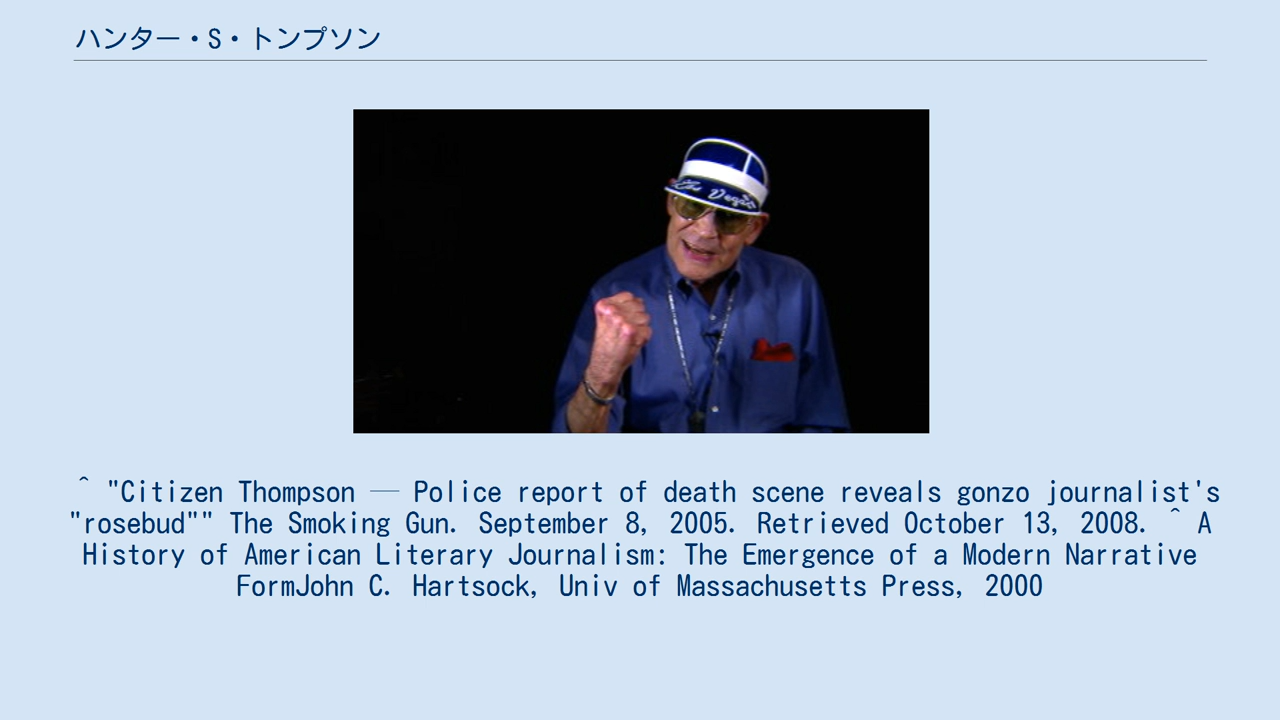 ハンター・S・トンプソン
Las Vegas
^ "Citizen Thompson — Police report of death scene reveals gonzo journalist's
"rosebud"" The Smoking Gun. September 8, 2005. Retrieved October 13, 2008. ^ A
History of American Literary Journalism: The Emergence of a Modern Narrative
FormJohn C. Hartsock, Univ of Massachusetts Press, 2000